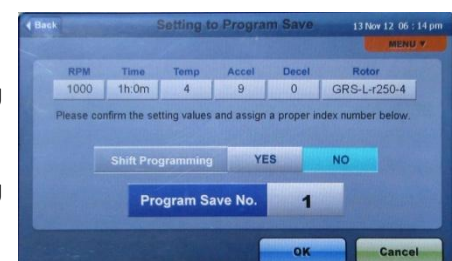 Back Setting to Program Save 13 Nov 12 06 : 14 pm
MENU
RPM Time Temp Accel Decel Rotor
1000 1h:0m 4 9 0 GRS-L-r250-4
Please confirm the setting values and assign a proper index number below.
Shift Programming YES NO
Program Save No. 1
OK Cancel